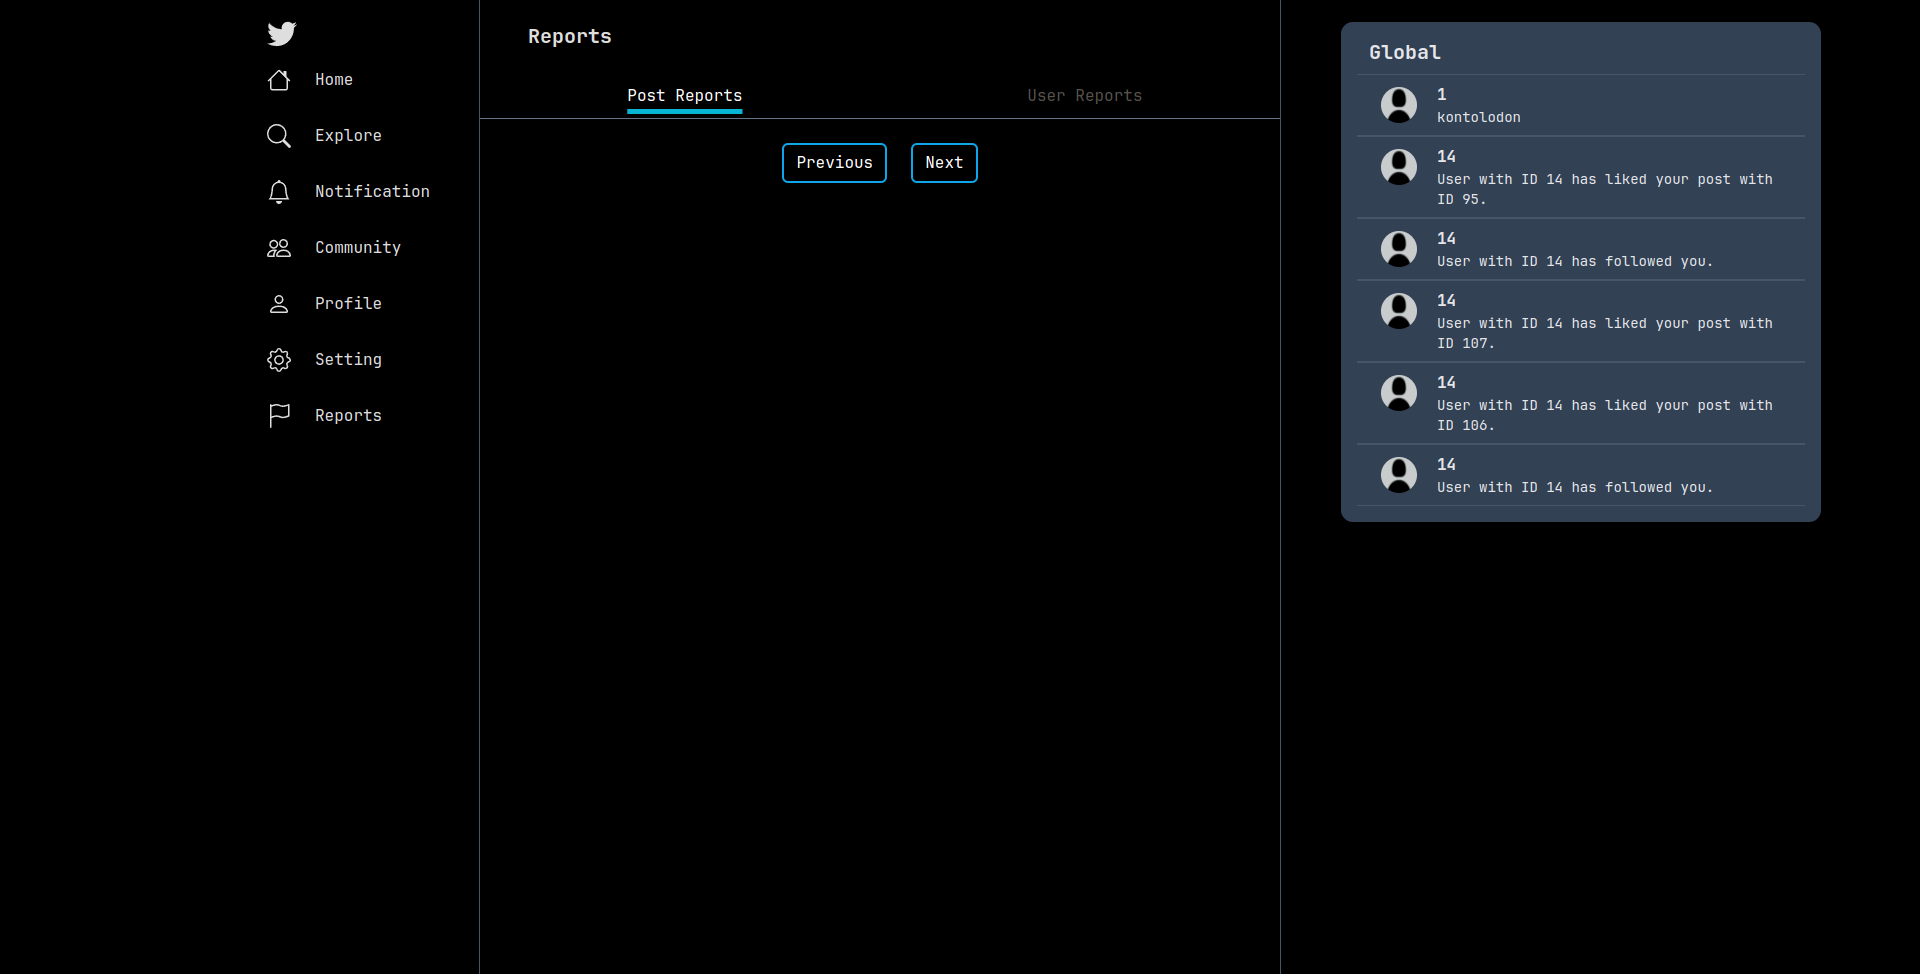 Home
Explore
Notification
Community
Profile
Setting
Reports
Reports
Post Reports
User Reports
Previous
Next
Global
1
kontolodon
14
User with ID 14 has liked your post with
ID 95.
14
User with ID 14 has followed you.
14
User with ID 14 has liked your post with
ID 107.
14
User with ID 14 has liked your post with
ID 106.
14
User with ID 14 has followed you.